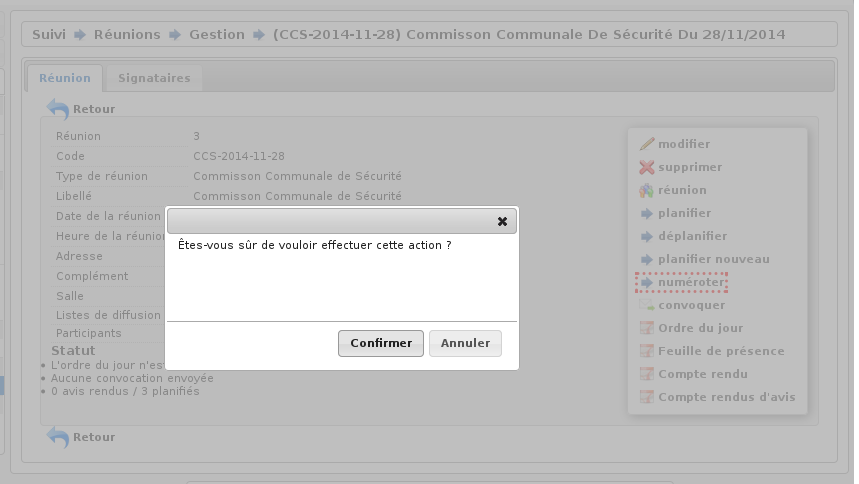 Suivi Réunions Gestion (CCS-2014-11-28) Commisson Communale De Sécurité Du 28/11/2014
Réunion Signataires
Retour
Réunion 3
Code CCS-2014-11-28
Type de réunion Commisson Communale de Sécurité
Libellé Commisson Communale de Sécurité
Date de la réunion
Heure de la réunion
Adresse
Complément
Salle
Listes de diffusion
Participants
Statut
• L'ordre du jour n'est
• Aucune convocation envoyée
• 0 avis rendus / 3 planifiés
Retour
modifier
supprimer
réunion
planifier
déplanifier
planifier nouveau
numéroter
convoquer
Ordre du jour
Feuille de présence
Compte rendu
Compte rendus d'avis
Êtes-vous sûr de vouloir effectuer cette action ?
Confirmer Annuler